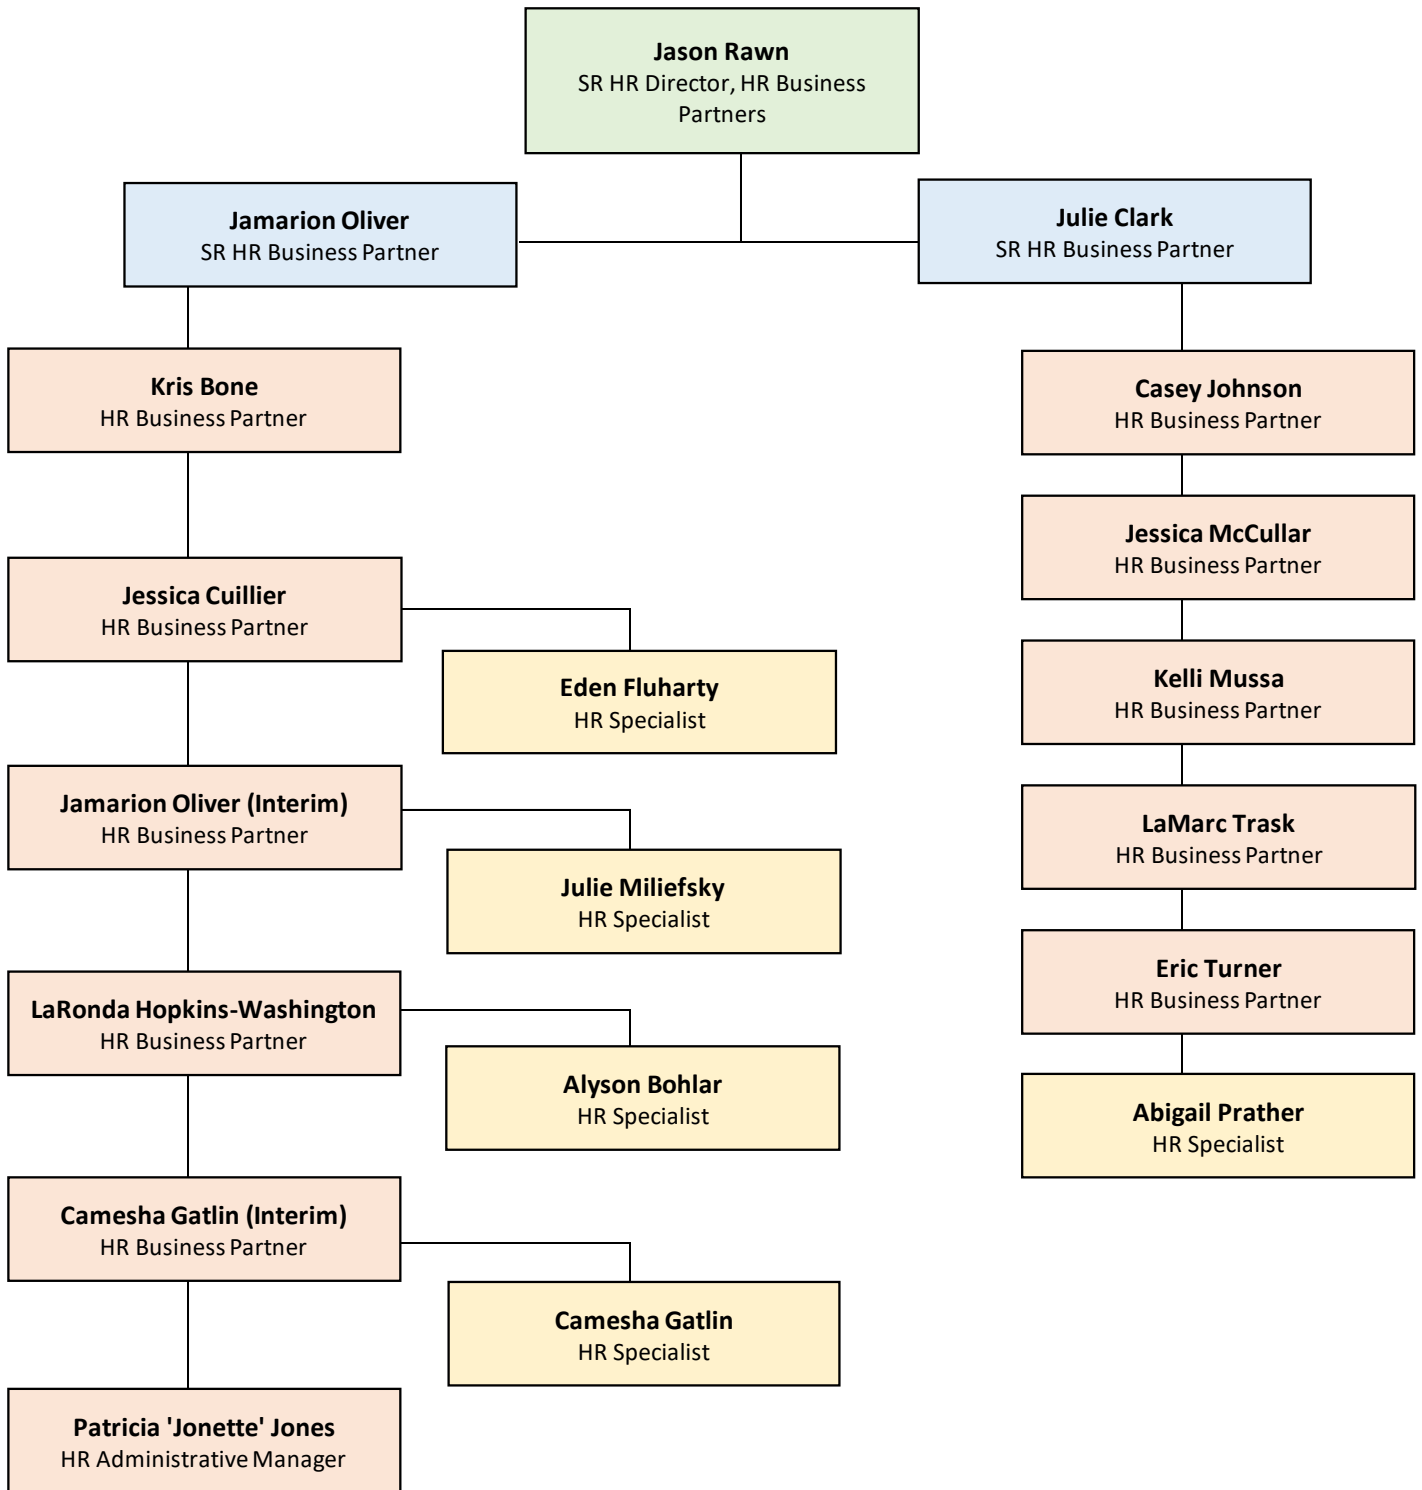 Jason Rawn
SR HR Director, HR Business
Partners
Jamarion Oliver
SR HR Business Partner
Julie Clark
SR HR Business Partner
Kris Bone
HR Business Partner
Casey Johnson
HR Business Partner
Jessica McCullar
HR Business Partner
Jessica Cuillier
HR Business Partner
Eden Fluharty
HR Specialist
Kelli Mussa
HR Business Partner
Jamarion Oliver (Interim)
HR Business Partner
Julie Miliefsky
HR Specialist
LaMarc Trask
HR Business Partner
LaRonda Hopkins-Washington
HR Business Partner
Alyson Bohlar
HR Specialist
Eric Turner
HR Business Partner
Abigail Prather
HR Specialist
Camesha Gatlin (Interim)
HR Business Partner
Camesha Gatlin
HR Specialist
Patricia 'Jonette' Jones
HR Administrative Manager